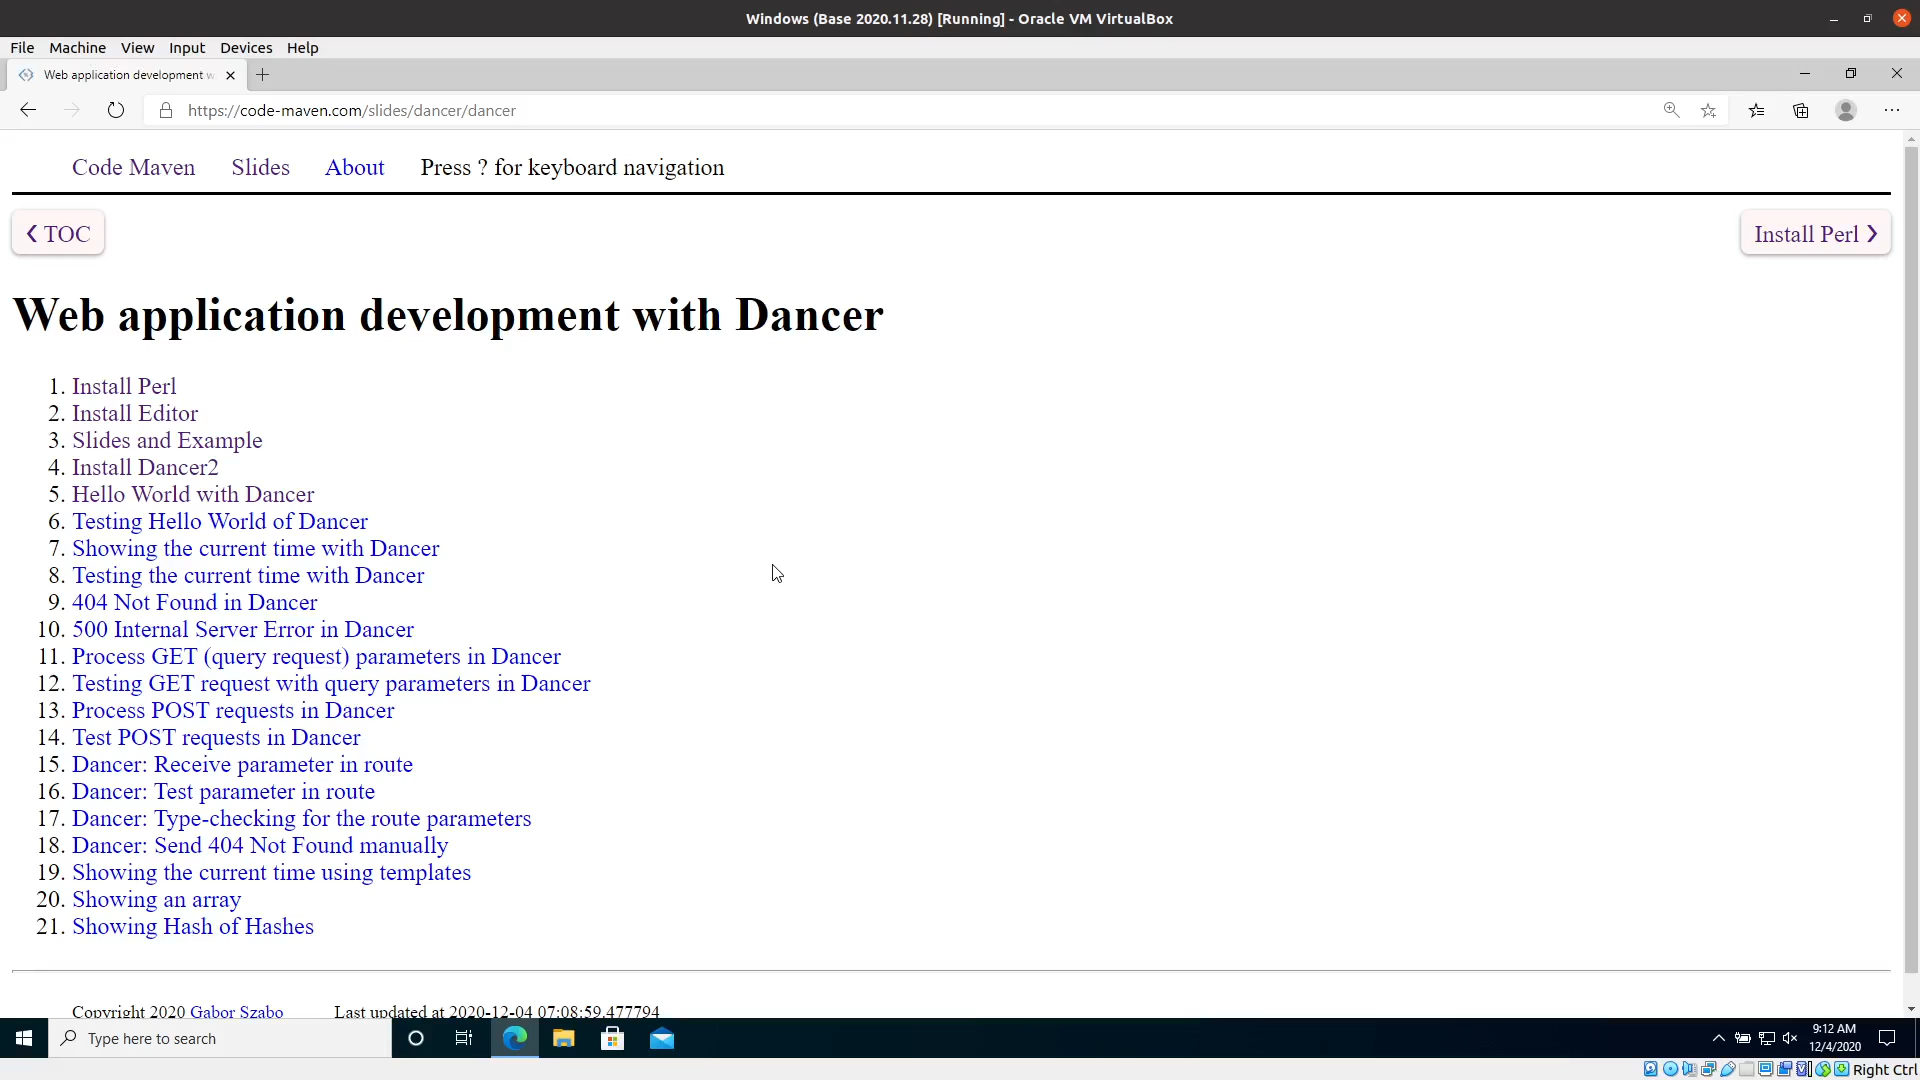 Windows (Base 2020.11.28) [Running] - Oracle VM VirtualBox
File Machine View Input Devices Help
Web application development w
https://code-maven.com/slides/dancer/dancer
Code Maven Slides About Press ? for keyboard navigation
❮ TOC
Install Perl ❯
Web application development with Dancer
1. Install Perl
2. Install Editor
3. Slides and Example
4. Install Dancer2
5. Hello World with Dancer
6. Testing Hello World of Dancer
7. Showing the current time with Dancer
8. Testing the current time with Dancer
9. 404 Not Found in Dancer
10. 500 Internal Server Error in Dancer
11. Process GET (query request) parameters in Dancer
12. Testing GET request with query parameters in Dancer
13. Process POST requests in Dancer
14. Test POST requests in Dancer
15. Dancer: Receive parameter in route
16. Dancer: Test parameter in route
17. Dancer: Type-checking for the route parameters
18. Dancer: Send 404 Not Found manually
19. Showing the current time using templates
20. Showing an array
21. Showing Hash of Hashes
Copyright 2020 Gabor Szabo Last updated at 2020-12-04 07:08:59.477794
Type here to search
9:12 AM
12/4/2020
Right Ctrl